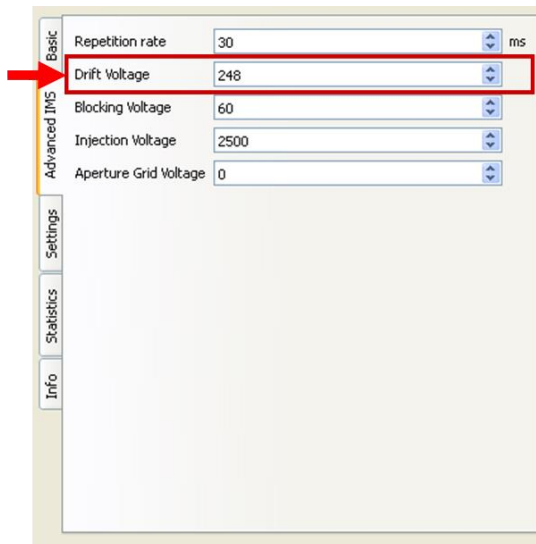 Basic
Advanced IMS
Settings
Statistics
Info
Repetition rate 30 ms
Drift Voltage 248
Blocking Voltage 60
Injection Voltage 2500
Aperture Grid Voltage 0